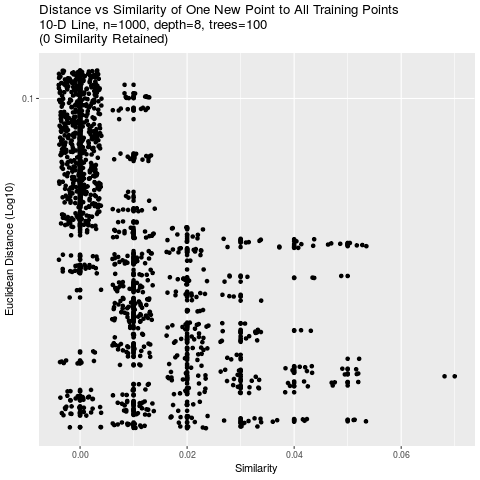 Distance vs Similarity of One New Point to All Training Points
10-D Line, n=1000, depth=8, trees=100
(0 Similarity Retained)
Euclidean Distance (Log10)
0.1
0.00 0.02 0.04 0.06
Similarity